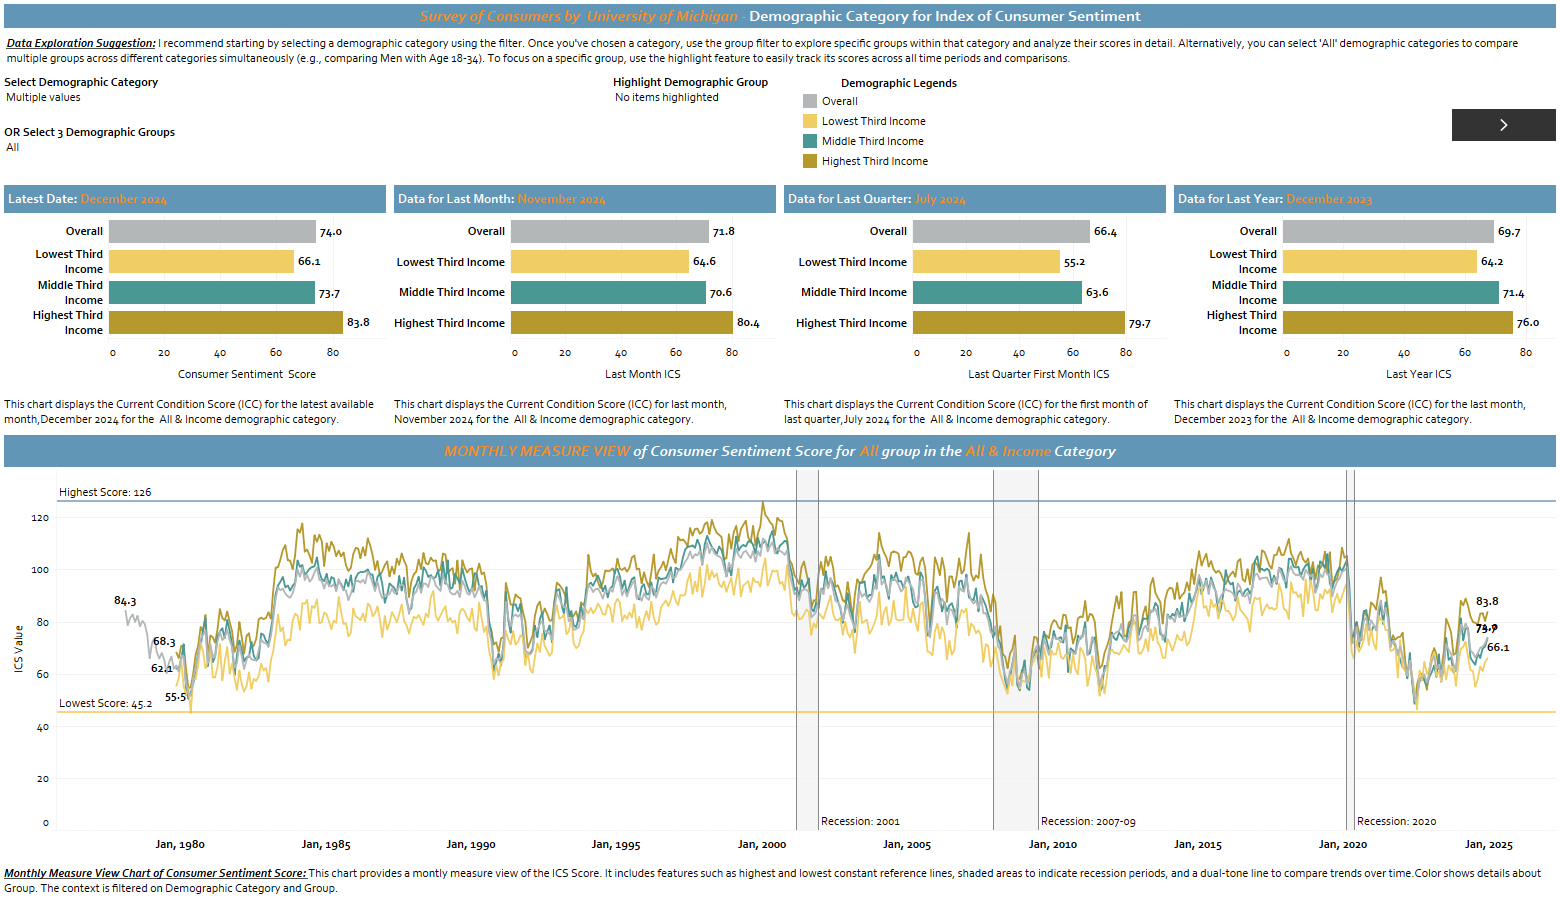 Survey of Consumers by University of Michigan - Demographic Category for Index of Cunsumer Sentiment
Data Exploration Suggestion: I recommend starting by selecting a demographic category using the filter. Once you've chosen a category, use the group filter to explore specific groups within that category and analyze their scores in detail. Alternatively, you can select 'All' demographic categories to compare
multiple groups across different categories simultaneously (e.g., comparing Men with Age 18-34). To focus on a specific group, use the highlight feature to easily track its scores across all time periods and comparisons.
Select Demographic Category
Multiple values
Highlight Demographic Group
No items highlighted
Demographic Legends
Overall
Lowest Third Income
Middle Third Income
Highest Third Income
OR Select 3 Demographic Groups
All
Latest Date: December 2024
Overall 74.0
Lowest Third
Income 66.1
Middle Third
Income 73.7
Highest Third
Income 83.8
0 20 40 60 80
Consumer Sentiment Score
This chart displays the Current Condition Score (ICC) for the latest available
month,December 2024 for the All & Income demographic category.
Data for Last Month: November 2024
Overall 71.8
Lowest Third Income 64.6
Middle Third Income 70.6
Highest Third Income 80.4
0 20 40 60 80
Last Month ICS
This chart displays the Current Condition Score (ICC) for last month,
November 2024 for the All & Income demographic category.
Data for Last Quarter: July 2024
Overall 66.4
Lowest Third Income 55.2
Middle Third Income 63.6
Highest Third Income 79.7
0 20 40 60 80
Last Quarter First Month ICS
This chart displays the Current Condition Score (ICC) for the first month of
last quarter,July 2024 for the All & Income demographic category.
Data for Last Year: December 2023
Overall 69.7
Lowest Third
Income 64.2
Middle Third
Income 71.4
Highest Third
Income 76.0
0 20 40 60 80
Last Year ICS
This chart displays the Current Condition Score (ICC) for the last month,
December 2023 for the All & Income demographic category.
MONTHLY MEASURE VIEW of Consumer Sentiment Score for All group in the All & Income Category
Highest Score: 126
120
100
84.3
83.8
80
68.3
66.1
62.1
60
55.5
Lowest Score: 45.2
40
20
0
ICS Value
Recession: 2001
Recession: 2007-09
Recession: 2020
Jan, 1980 Jan, 1985 Jan, 1990 Jan, 1995 Jan, 2000 Jan, 2005 Jan, 2010 Jan, 2015 Jan, 2020 Jan, 2025
Monthly Measure View Chart of Consumer Sentiment Score: This chart provides a montly measure view of the ICS Score. It includes features such as highest and lowest constant reference lines, shaded areas to indicate recession periods, and a dual-tone line to compare trends over time.Color shows details about
Group. The context is filtered on Demographic Category and Group.